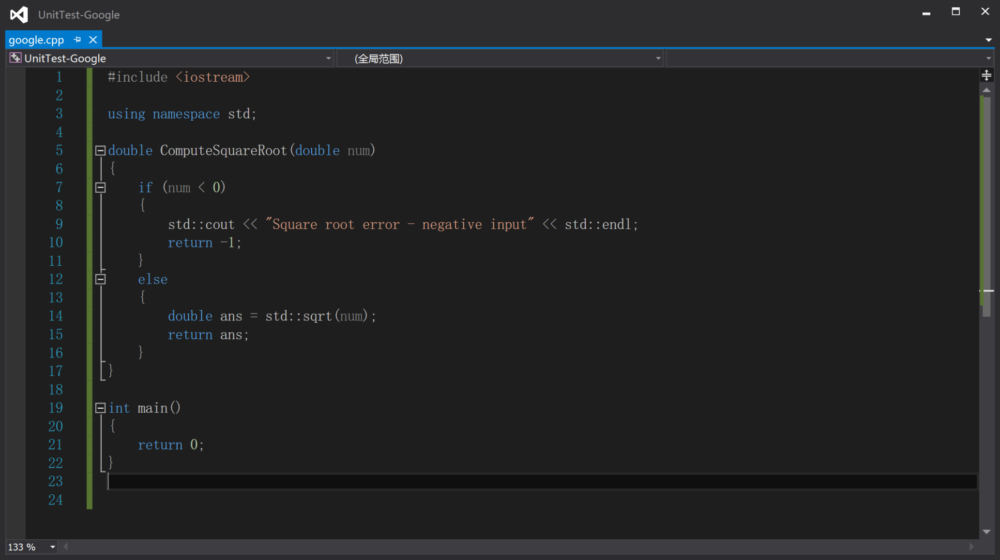 UnitTest-Google
google.cpp
UnitTest-Google (全局范围)
1 #include <iostream>
2
3 using namespace std;
4
5 double ComputeSquareRoot(double num)
6 {
7     if (num < 0)
8     {
9         std::cout << "Square root error - negative input" << std::endl;
10         return -1;
11     }
12     else
13     {
14         double ans = std::sqrt(num);
15         return ans;
16     }
17 }
18
19 int main()
20 {
21     return 0;
22 }
23
24
133 %